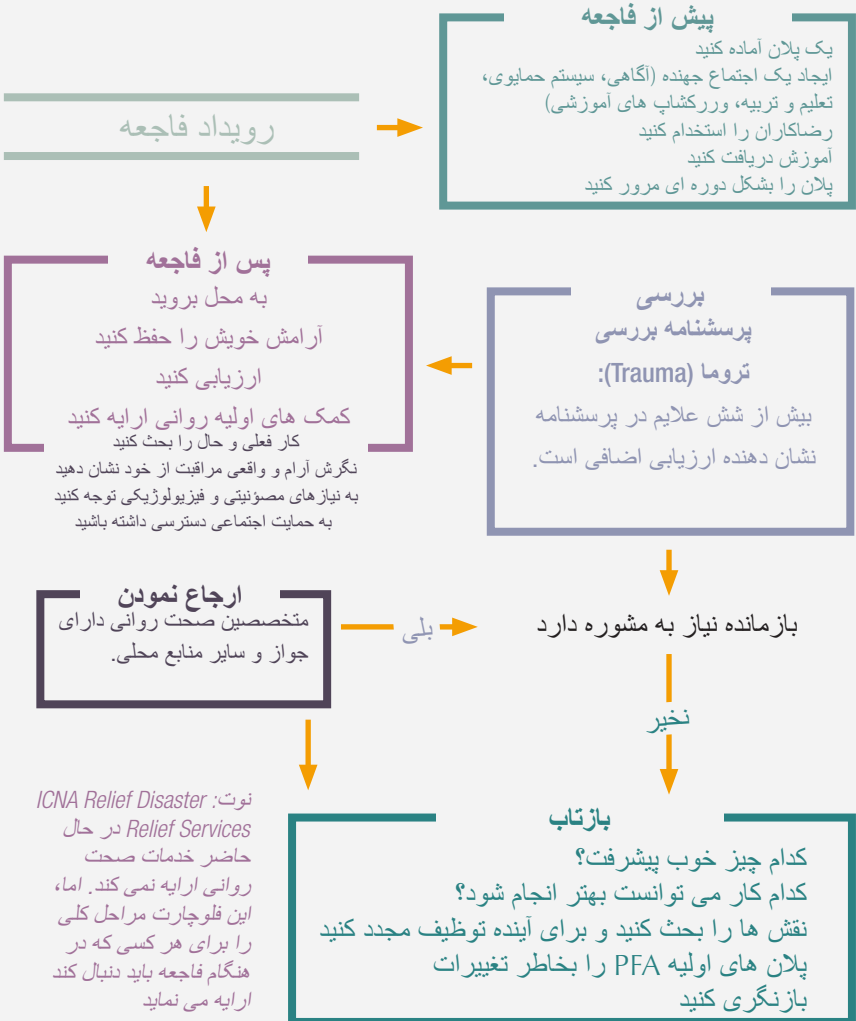 پیش از فاجعه
یک پلان آماده کنید
ایجاد یک اجتماع جهنده (آگاهی، سیستم حمایوی،
تعلیم و تربیه، وررکشاپ های آموزشی)
رضاکاران را استخدام کنید
آموزش دریافت کنید
پلان را بشکل دوره ای مرور کنید
رویداد فاجعه
پس از فاجعه
به محل بروید
آرامش خویش را حفظ کنید
ارزیابی کنید
کمک های اولیه روانی ارایه کنید
کار فعلی و حال را بحث کنید
نگرش آرام و واقعی مراقبت از خود نشان دهید
به نیازهای مصؤنیتی و فیزیولوژیکی توجه کنید
به حمایت اجتماعی دسترسی داشته باشید
بررسی
پرسشنامه بررسی
تروما (Trauma):
بیش از شش علایم در پرسشنامه
نشان دهنده ارزیابی اضافی است.
بازمانده نیاز به مشوره دارد
بلی
نخیر
ارجاع نمودن
متخصصین صحت روانی دارای
جواز و سایر منابع محلی.
نوت: ICNA Relief Disaster
Relief Services در حال
حاضر خدمات صحت
روانی ارایه نمی کند. اما،
این فلوچارت مراحل کلی
را برای هر کسی که در
هنگام فاجعه باید دنبال کند
ارایه می نماید
بازتاب
کدام چیز خوب پیشرفت؟
کدام کار می توانست بهتر انجام شود؟
نقش ها را بحث کنید و برای آینده توظیف مجدد کنید
پلان های اولیه PFA را بخاطر تغییرات
بازنگری کنید